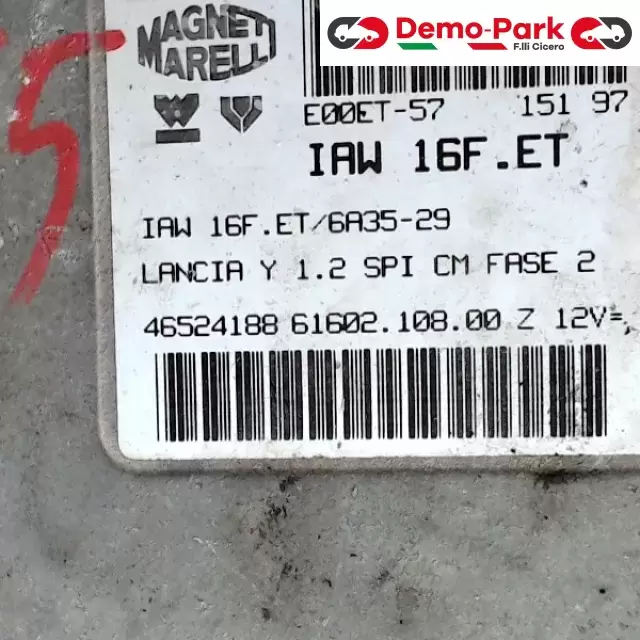 Demo-Park
F.lli Cicero
MAGNETI
MARELLI
E00ET-57 151 97
IAW 16F.ET
IAW 16F.ET/6A35-29
LANCIA Y 1.2 SPI CM FASE 2
46524188 61602.108.00 Z 12V=,
5